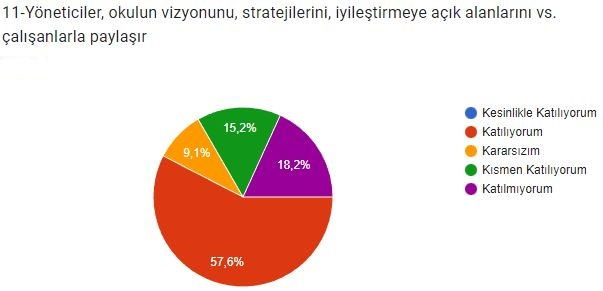 11-Yöneticiler, okulun vizyonunu, stratejilerini, iyileştirmeye açık alanlarını vs.
çalışanlarla paylaşır
15,2%
9,1%
18,2%
57,6%
Kesinlikle Katılıyorum
Katılıyorum
Kararsızım
Kısmen Katılıyorum
Katılmıyorum